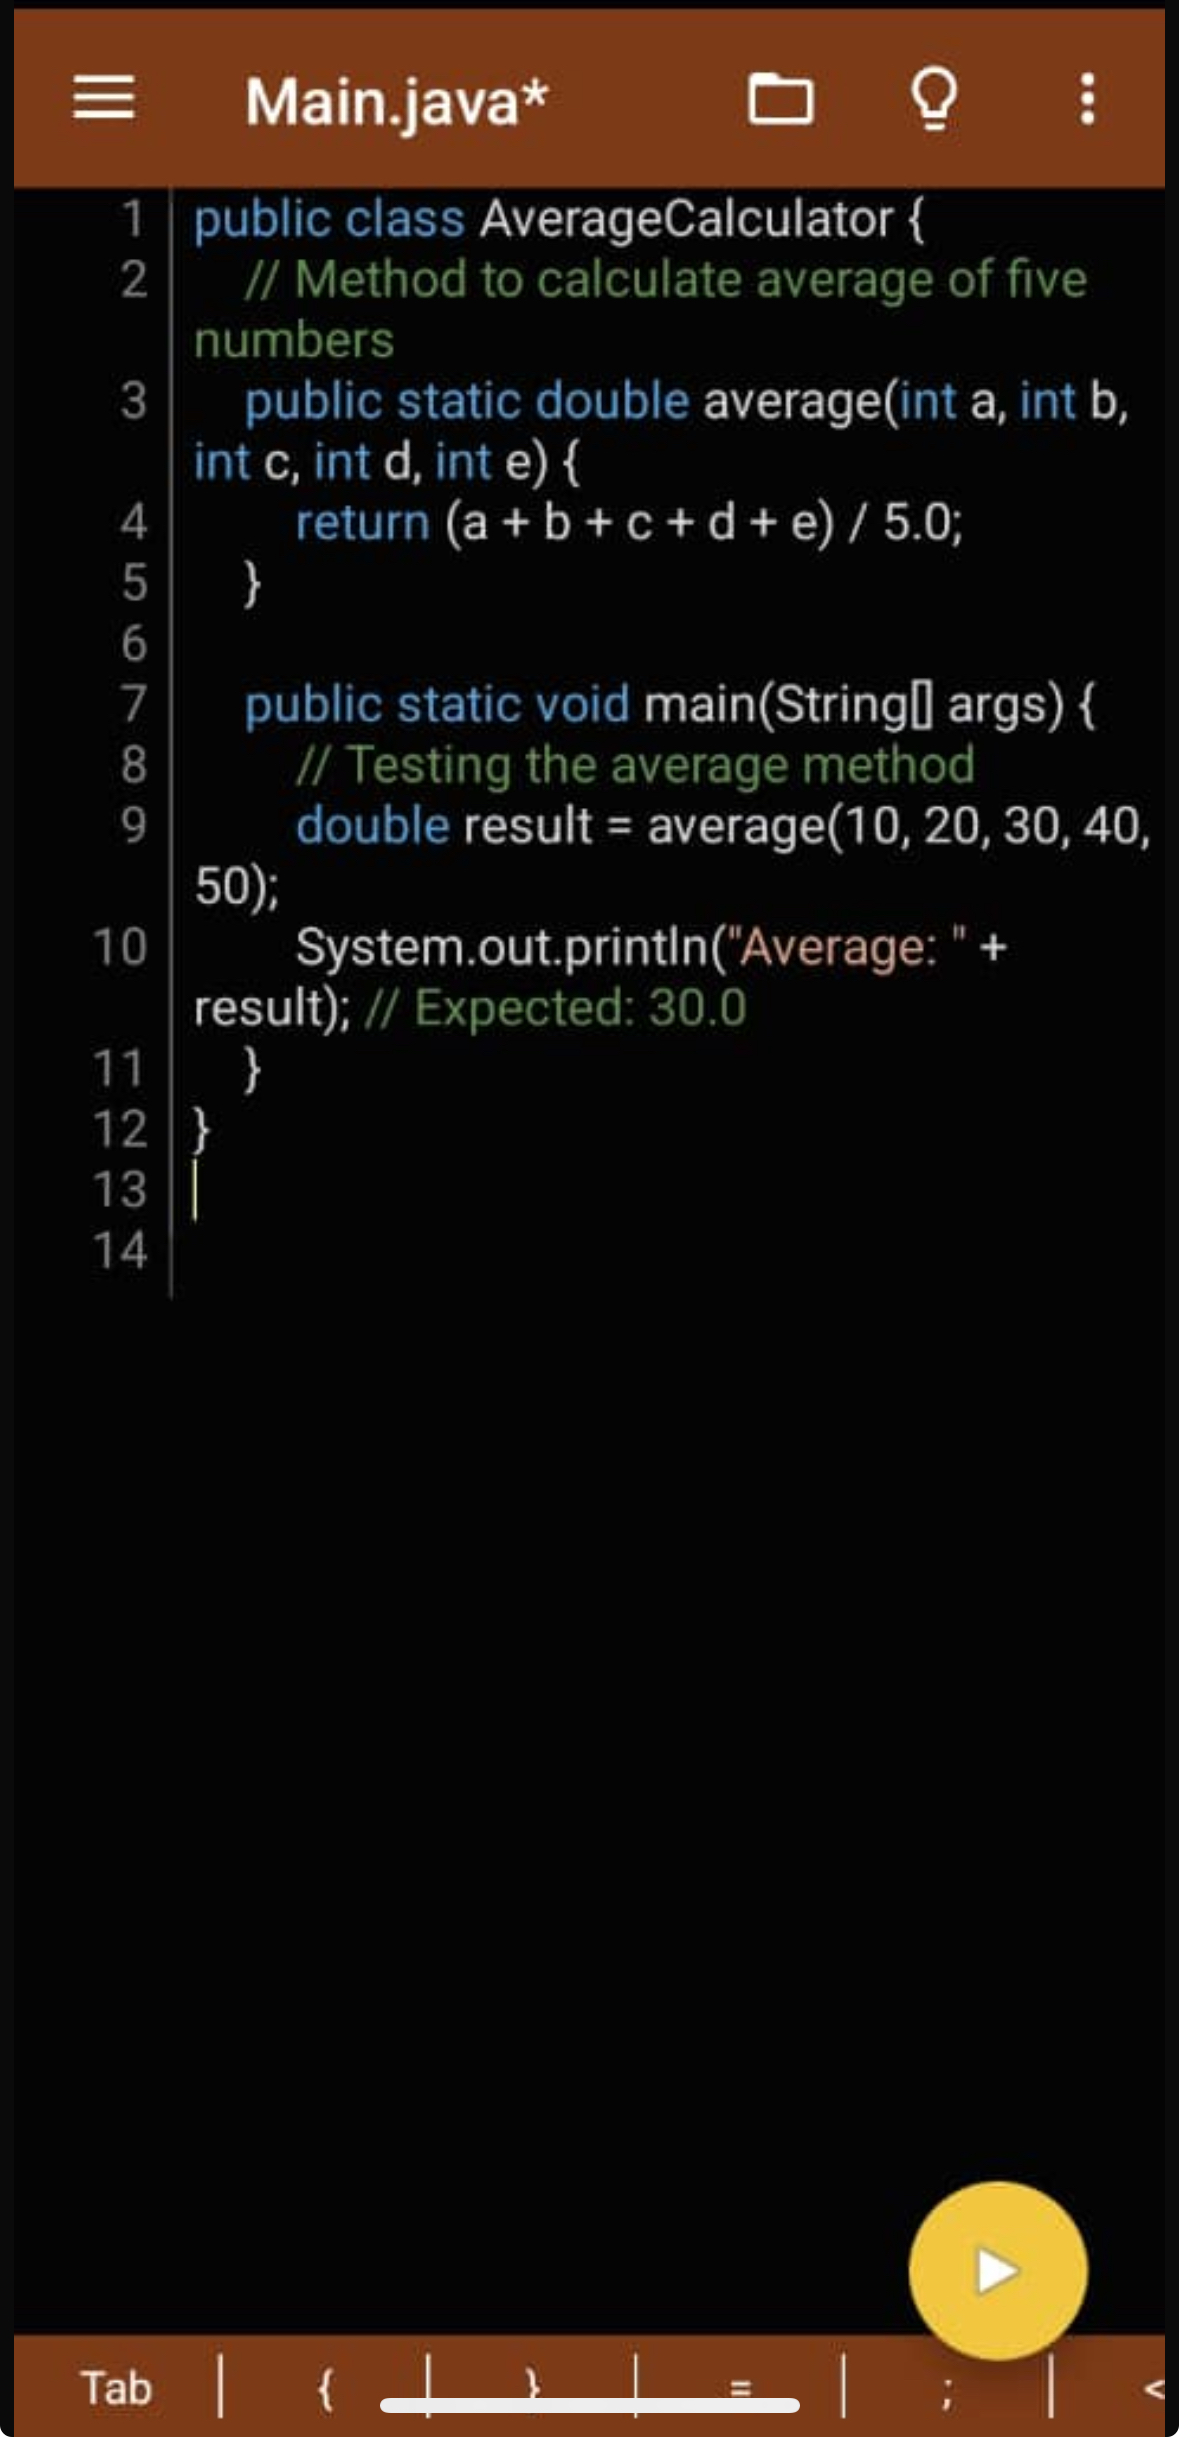 Main.java*
1 public class AverageCalculator {
2 // Method to calculate average of five
numbers
3 public static double average(int a, int b,
int c, int d, int e) {
4 return (a + b + c + d + e) / 5.0;
5 }
6
7 public static void main(String[] args) {
8 // Testing the average method
9 double result = average(10, 20, 30, 40,
50);
10 System.out.println("Average: " +
result); // Expected: 30.0
11 }
12 }
13
14
Tab { } = ; <